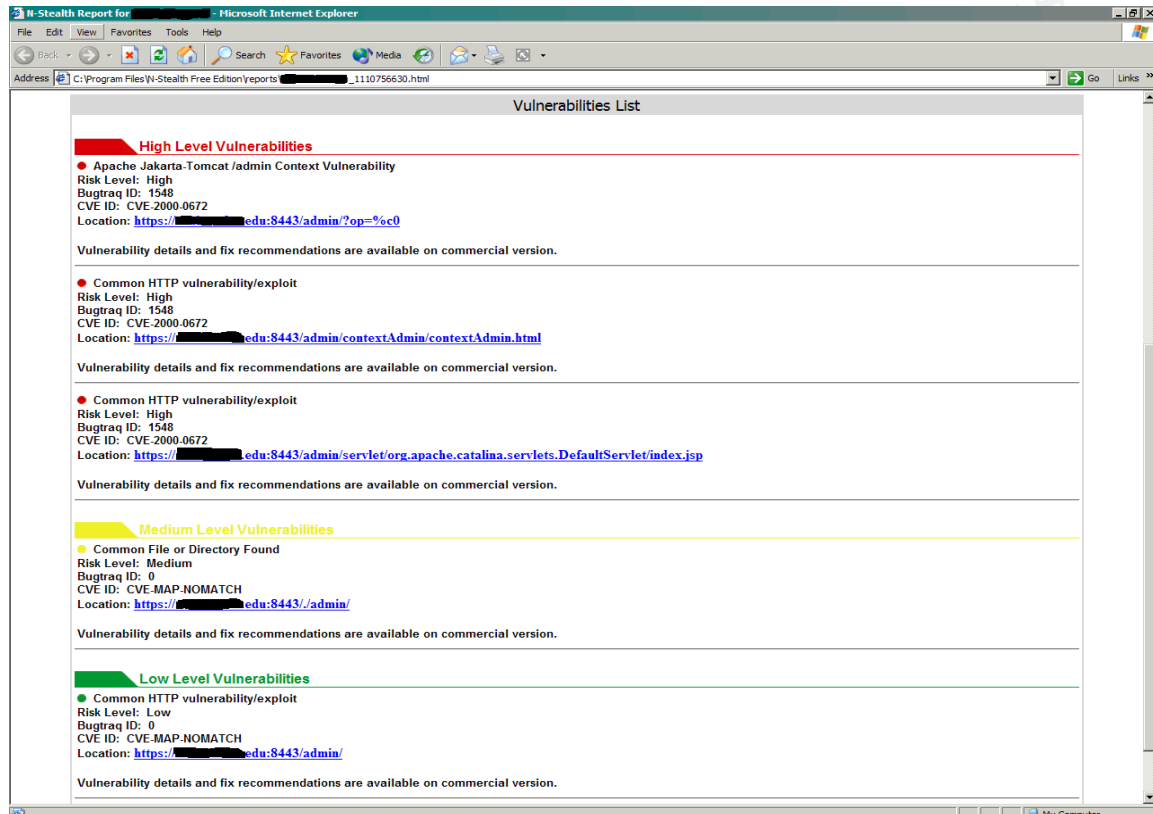 N-Stealth Report for - Microsoft Internet Explorer
File Edit View Favorites Tools Help
Back Search Favorites Media
Address C:\Program Files\N-Stealth Free Edition\reports\ _1110756630.html Go Links »
Vulnerabilities List
High Level Vulnerabilities
Apache Jakarta-Tomcat /admin Context Vulnerability
Risk Level: High
Bugtraq ID: 1548
CVE ID: CVE-2000-0672
Location: https:// edu:8443/admin/?op=%c0
Vulnerability details and fix recommendations are available on commercial version.
Common HTTP vulnerability/exploit
Risk Level: High
Bugtraq ID: 1548
CVE ID: CVE-2000-0672
Location: https:// edu:8443/admin/contextAdmin/contextAdmin.html
Vulnerability details and fix recommendations are available on commercial version.
Common HTTP vulnerability/exploit
Risk Level: High
Bugtraq ID: 1548
CVE ID: CVE-2000-0672
Location: https:// .edu:8443/admin/servlet/org.apache.catalina.servlets.DefaultServlet/index.jsp
Vulnerability details and fix recommendations are available on commercial version.
Medium Level Vulnerabilities
Common File or Directory Found
Risk Level: Medium
Bugtraq ID: 0
CVE ID: CVE-MAP-NOMATCH
Location: https:// edu:8443/./admin/
Vulnerability details and fix recommendations are available on commercial version.
Low Level Vulnerabilities
Common HTTP vulnerability/exploit
Risk Level: Low
Bugtraq ID: 0
CVE ID: CVE-MAP-NOMATCH
Location: https:// edu:8443/admin/
Vulnerability details and fix recommendations are available on commercial version.
My Computer